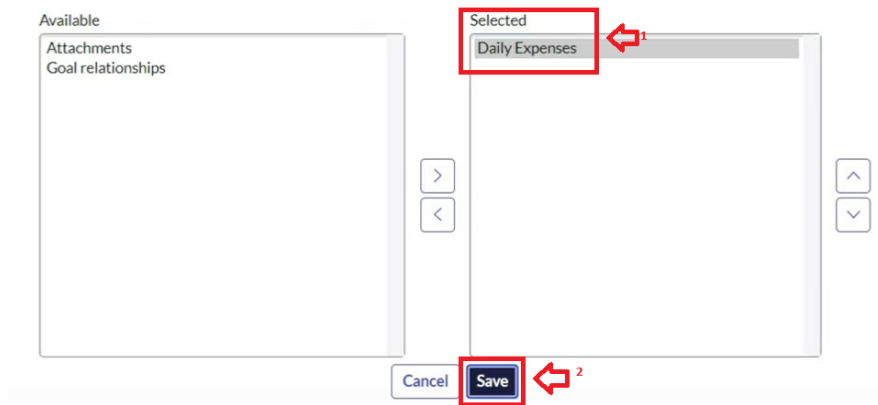 Available
Attachments
Goal relationships
Selected
Daily Expenses
1
Cancel
Save
2